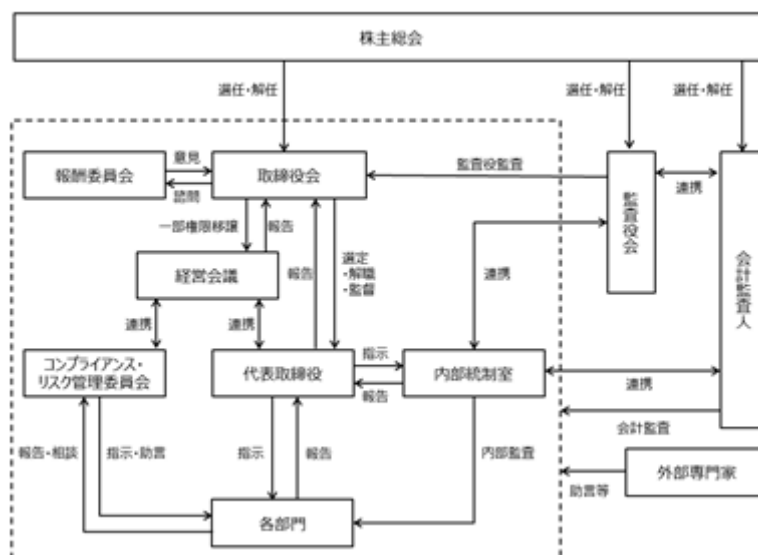 株主総会
選任・解任
選任・解任
選任・解任
報酬委員会
意見
諮問
取締役会
監査役監査
監査役会
連携
会計監査人
一部権限移譲
報告
経営会議
報告
選定
・解職
・監督
連携
連携
連携
コンプライアンス・
リスク管理委員会
代表取締役
指示
報告
内部統制室
連携
会計監査
報告・相談
指示・助言
指示
報告
内部監査
外部専門家
助言等
各部門